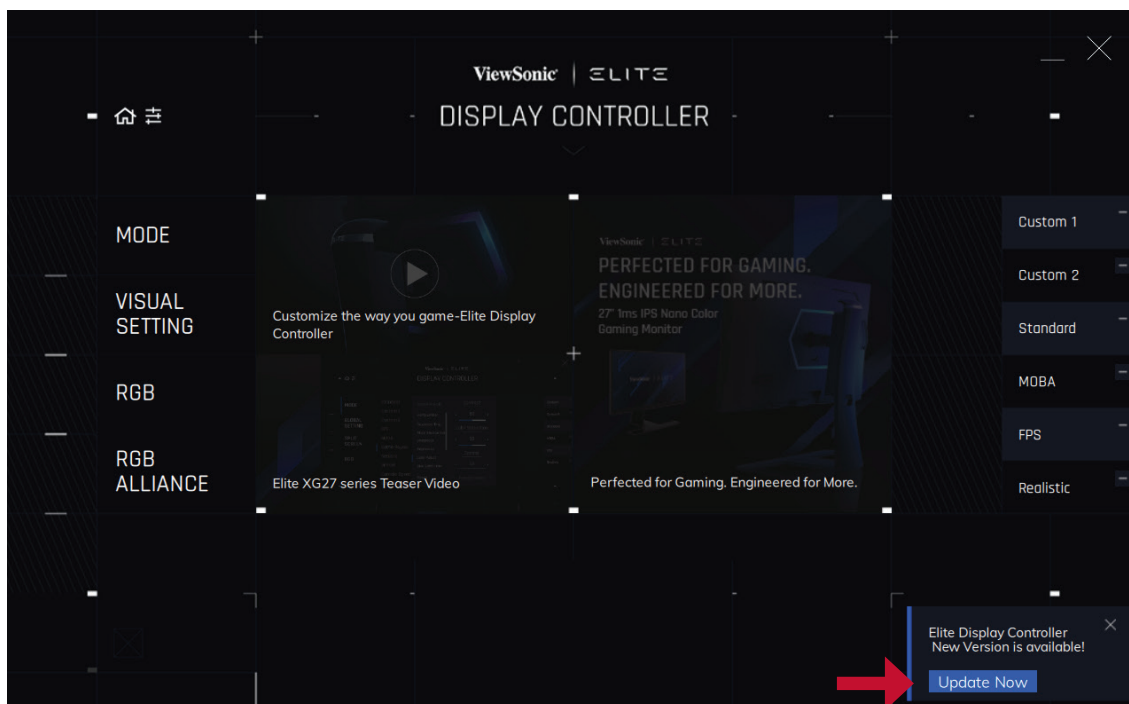 ViewSonic ELITE
DISPLAY CONTROLLER
MODE
VISUAL
SETTING
RGB
RGB
ALLIANCE
Customize the way you game-Elite Display
Controller
Elite XG27 series Teaser Video
ViewSonic | ELITE
PERFECTED FOR GAMING.
ENGINEERED FOR MORE.
27" 1ms IPS Nano Color
Gaming Monitor
Perfected for Gaming. Engineered for More.
Custom 1
Custom 2
Standard
MOBA
FPS
Realistic
Elite Display Controller
New Version is available!
Update Now